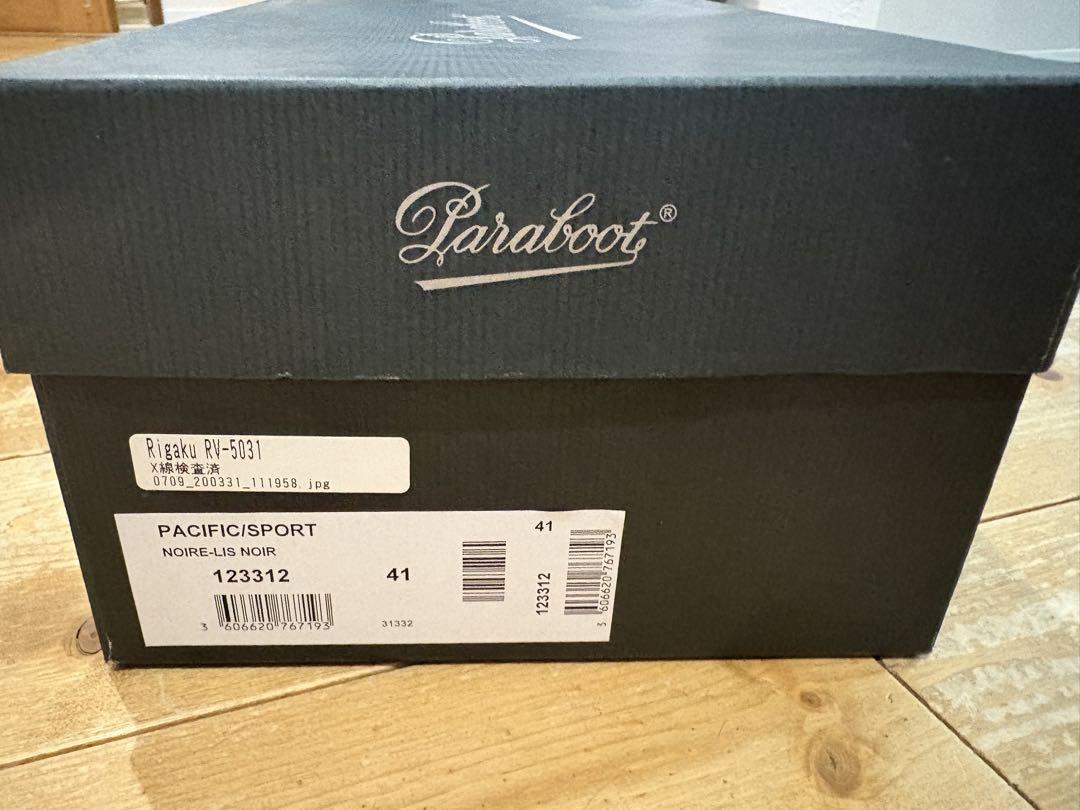 Paraboot
Paraboot®
Rigaku RV-5031
X線検査済
0709_200331_111958.jpg
PACIFIC/SPORT
NOIRE-LIS NOIR
123312 41
3 606620 767193
31332
41
123312
3 606620 767193